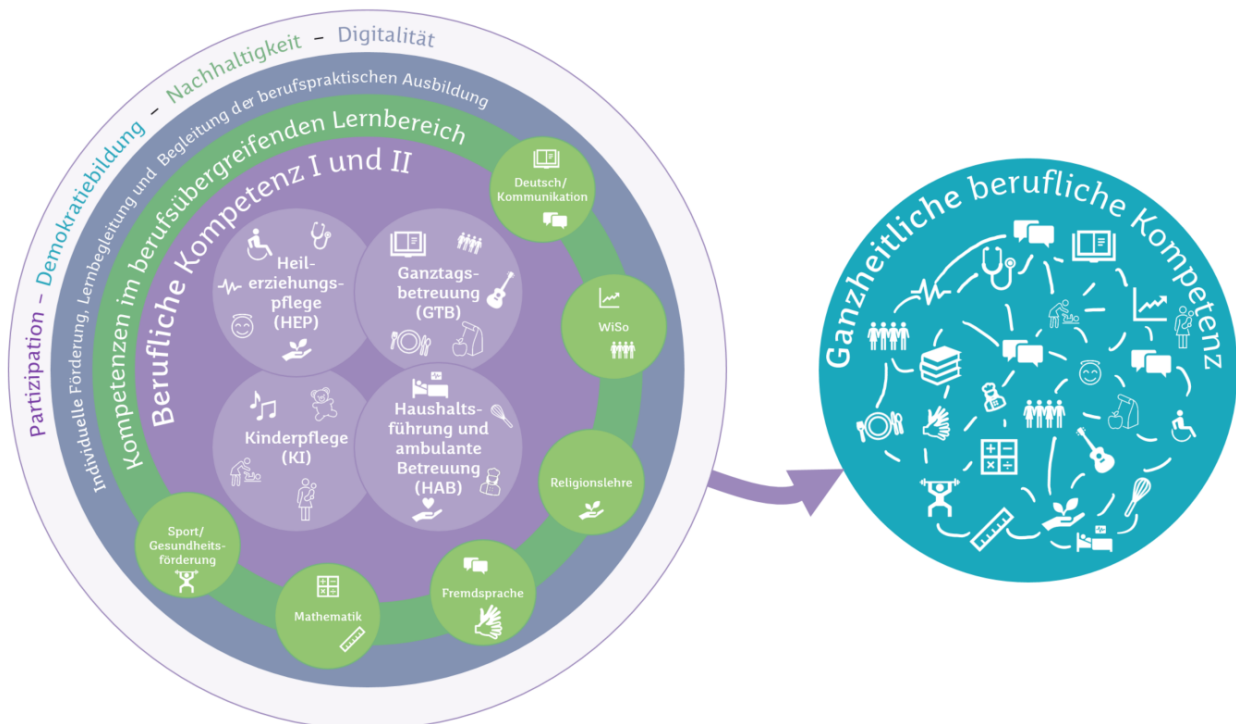 Partizipation – Demokratiebildung – Nachhaltigkeit – Digitalität
Individuelle Förderung, Lernbegleitung und Begleitung der berufspraktischen Ausbildung
Kompetenzen im berufsübergreifenden Lernbereich
Berufliche Kompetenz I und II
Heil-
erziehungs-
pflege
(HEP)
Ganztags-
betreuung
(GTB)
Kinderpflege
(KI)
Haushalts-
führung und
ambulante
Betreuung
(HAB)
Deutsch/
Kommunikation
WiSo
Religionslehre
Fremdsprache
Mathematik
Sport/
Gesundheits-
förderung
Ganzheitliche berufliche Kompetenz